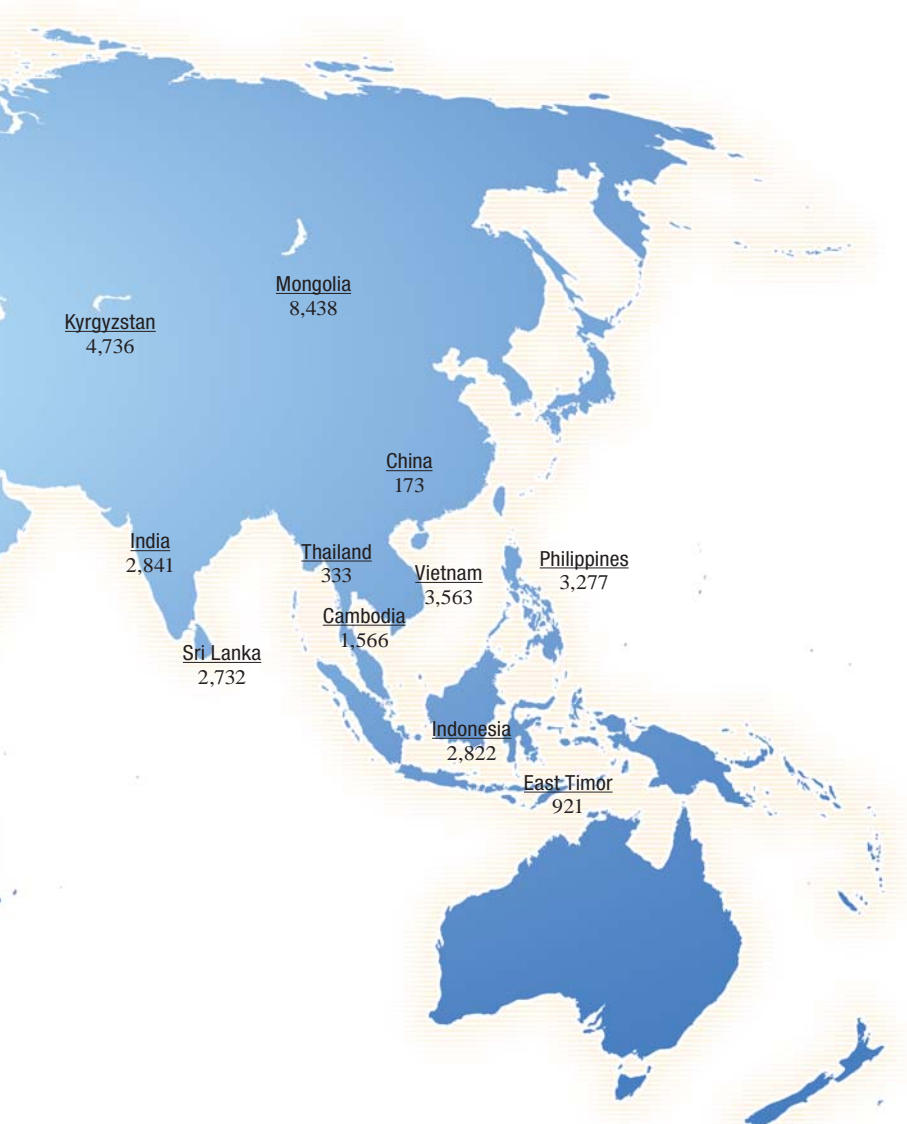 Mongolia
8,438
Kyrgyzstan
4,736
China
173
India
2,841
Thailand
333
Vietnam
3,563
Philippines
3,277
Cambodia
1,566
Sri Lanka
2,732
Indonesia
2,822
East Timor
921